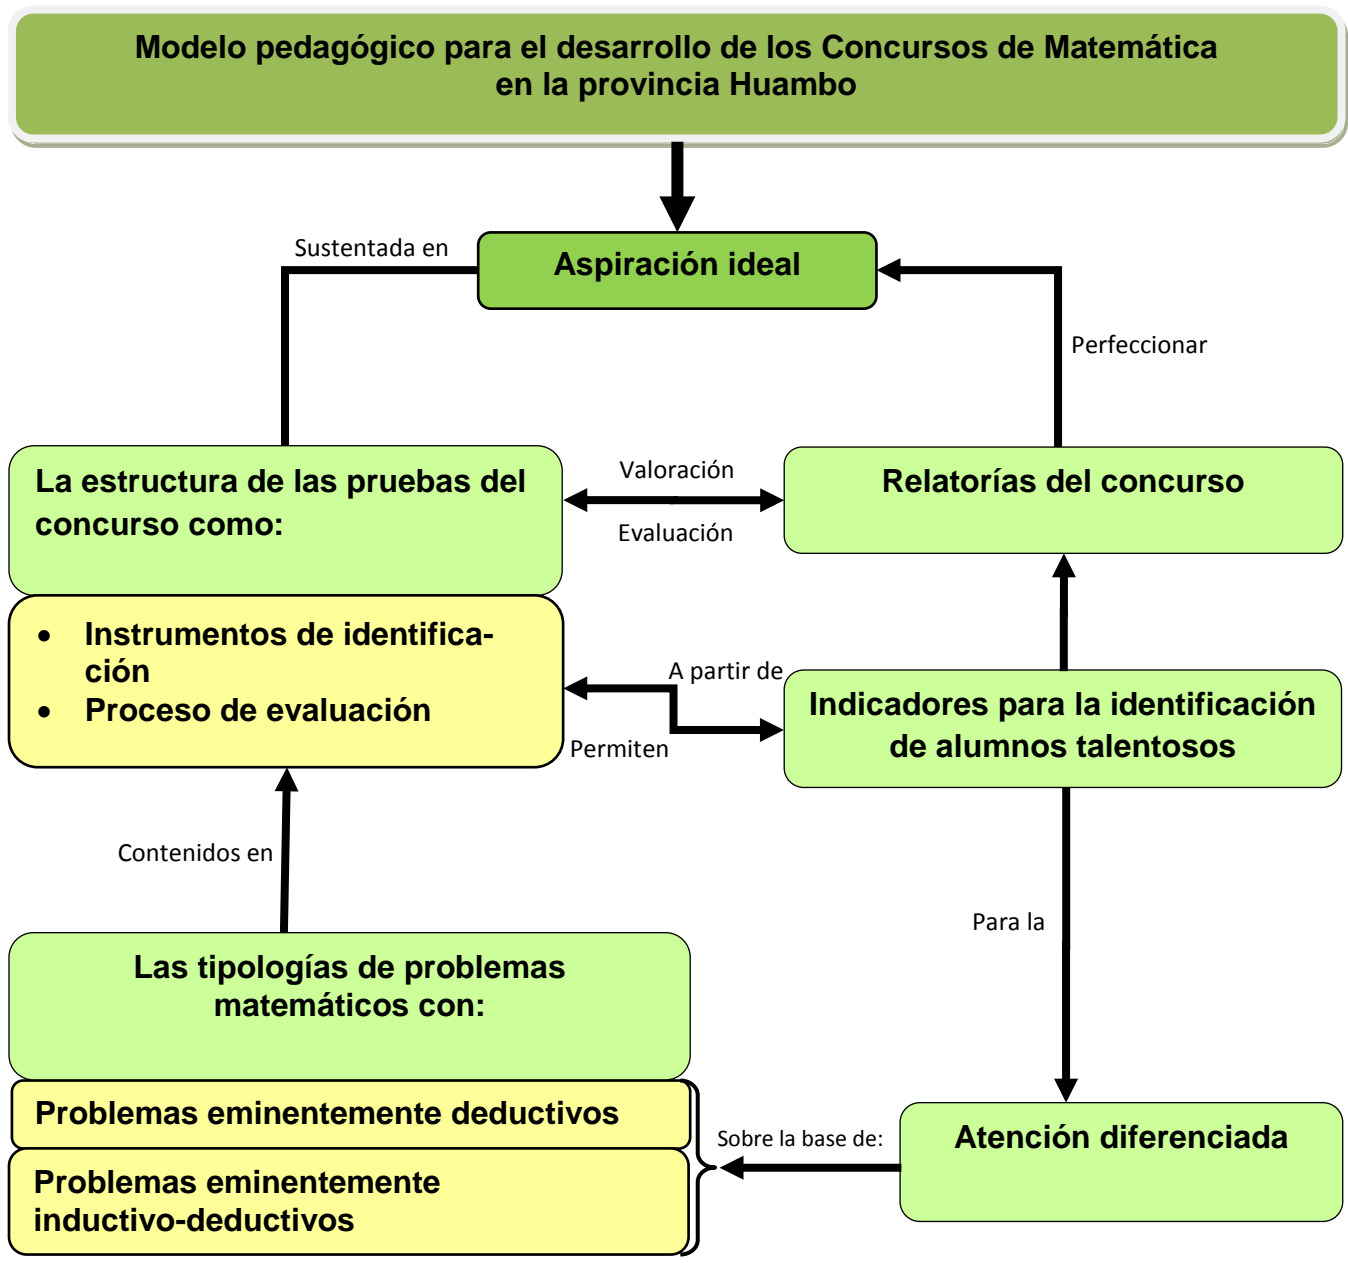 Modelo pedagógico para el desarrollo de los Concursos de Matemática
en la provincia Huambo
Sustentada en
Aspiración ideal
Perfeccionar
La estructura de las pruebas del
concurso como:
Valoración
Evaluación
Relatorías del concurso
• Instrumentos de identifica-
ción
• Proceso de evaluación
A partir de
Permiten
Indicadores para la identificación
de alumnos talentosos
Contenidos en
Para la
Las tipologías de problemas
matemáticos con:
Problemas eminentemente deductivos
Problemas eminentemente
inductivo-deductivos
Sobre la base de:
Atención diferenciada